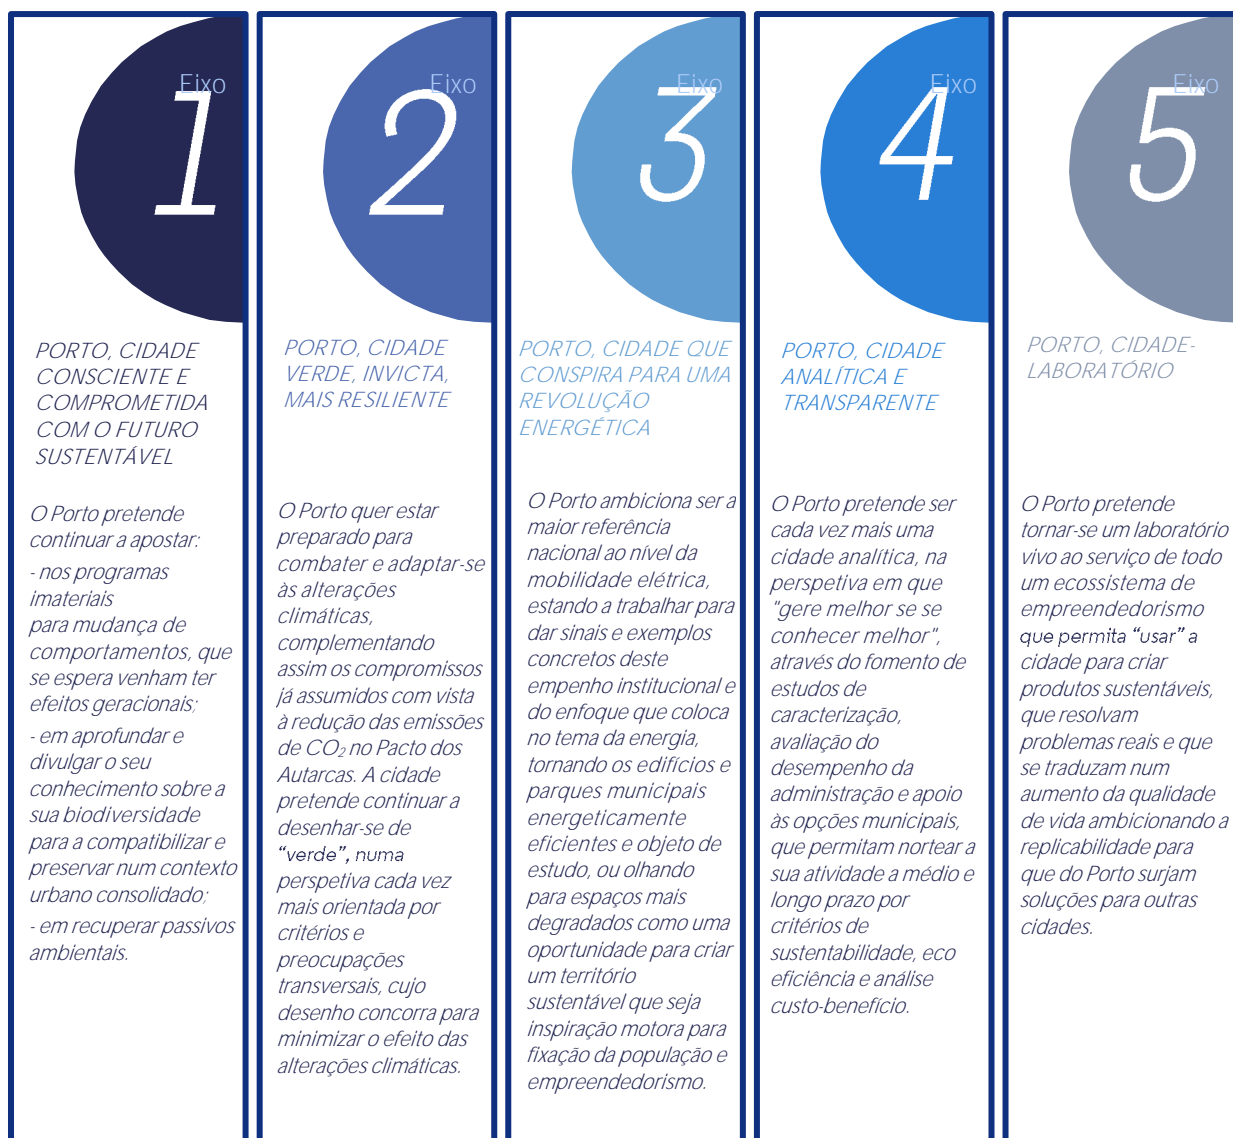 Eixo
1
PORTO, CIDADE
CONSCIENTE E
COMPROMETIDA
COM O FUTURO
SUSTENTÁVEL
O Porto pretende
continuar a apostar:
- nos programas
imateriais
para mudança de
comportamentos, que
se espera venham ter
efeitos geracionais;
- em aprofundar e
divulgar o seu
conhecimento sobre a
sua biodiversidade
para a compatibilizar e
preservar num contexto
urbano consolidado;
- em recuperar passivos
ambientais.
Eixo
2
PORTO, CIDADE
VERDE, INVICTA,
MAIS RESILIENTE
O Porto quer estar
preparado para
combater e adaptar-se
às alterações
climáticas,
complementando
assim os compromissos
já assumidos com vista
à redução das emissões
de CO₂ no Pacto dos
Autarcas. A cidade
pretende continuar a
desenhar-se de
“verde”, numa
perspetiva cada vez
mais orientada por
critérios e
preocupações
transversais, cujo
desenho concorra para
minimizar o efeito das
alterações climáticas.
Eixo
3
PORTO, CIDADE QUE
CONSPIRA PARA UMA
REVOLUÇÃO
ENERGÉTICA
O Porto ambiciona ser a
maior referência
nacional ao nível da
mobilidade elétrica,
estando a trabalhar para
dar sinais e exemplos
concretos deste
empenho institucional e
do enfoque que coloca
no tema da energia,
tornando os edifícios e
parques municipais
energeticamente
eficientes e objeto de
estudo, ou olhando
para espaços mais
degradados como uma
oportunidade para criar
um território
sustentável que seja
inspiração motora para
fixação da população e
empreendedorismo.
Eixo
4
PORTO, CIDADE
ANALÍTICA E
TRANSPARENTE
O Porto pretende ser
cada vez mais uma
cidade analítica, na
perspetiva em que
"gere melhor se se
conhecer melhor",
através do fomento de
estudos de
caracterização,
avaliação do
desempenho da
administração e apoio
às opções municipais,
que permitam nortear a
sua atividade a médio e
longo prazo por
critérios de
sustentabilidade, eco
eficiência e análise
custo-benefício.
Eixo
5
PORTO, CIDADE-
LABORATÓRIO
O Porto pretende
tornar-se um laboratório
vivo ao serviço de todo
um ecossistema de
empreendedorismo
que permita “usar” a
cidade para criar
produtos sustentáveis,
que resolvam
problemas reais e que
se traduzam num
aumento da qualidade
de vida ambicionando a
replicabilidade para
que do Porto surjam
soluções para outras
cidades.